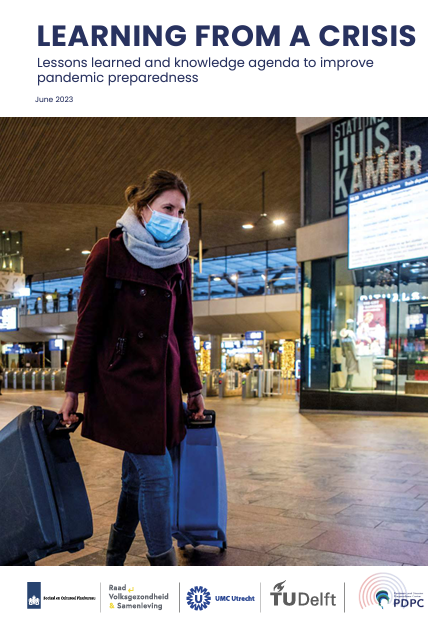 LEARNING FROM A CRISIS
Lessons learned and knowledge agenda to improve
pandemic preparedness
June 2023
STATIONS
HUIS
KAMER
Sociaal en Cultureel Planbureau
Raad
Volksgezondheid
& Samenleving
UMC Utrecht
TU Delft
PDPC